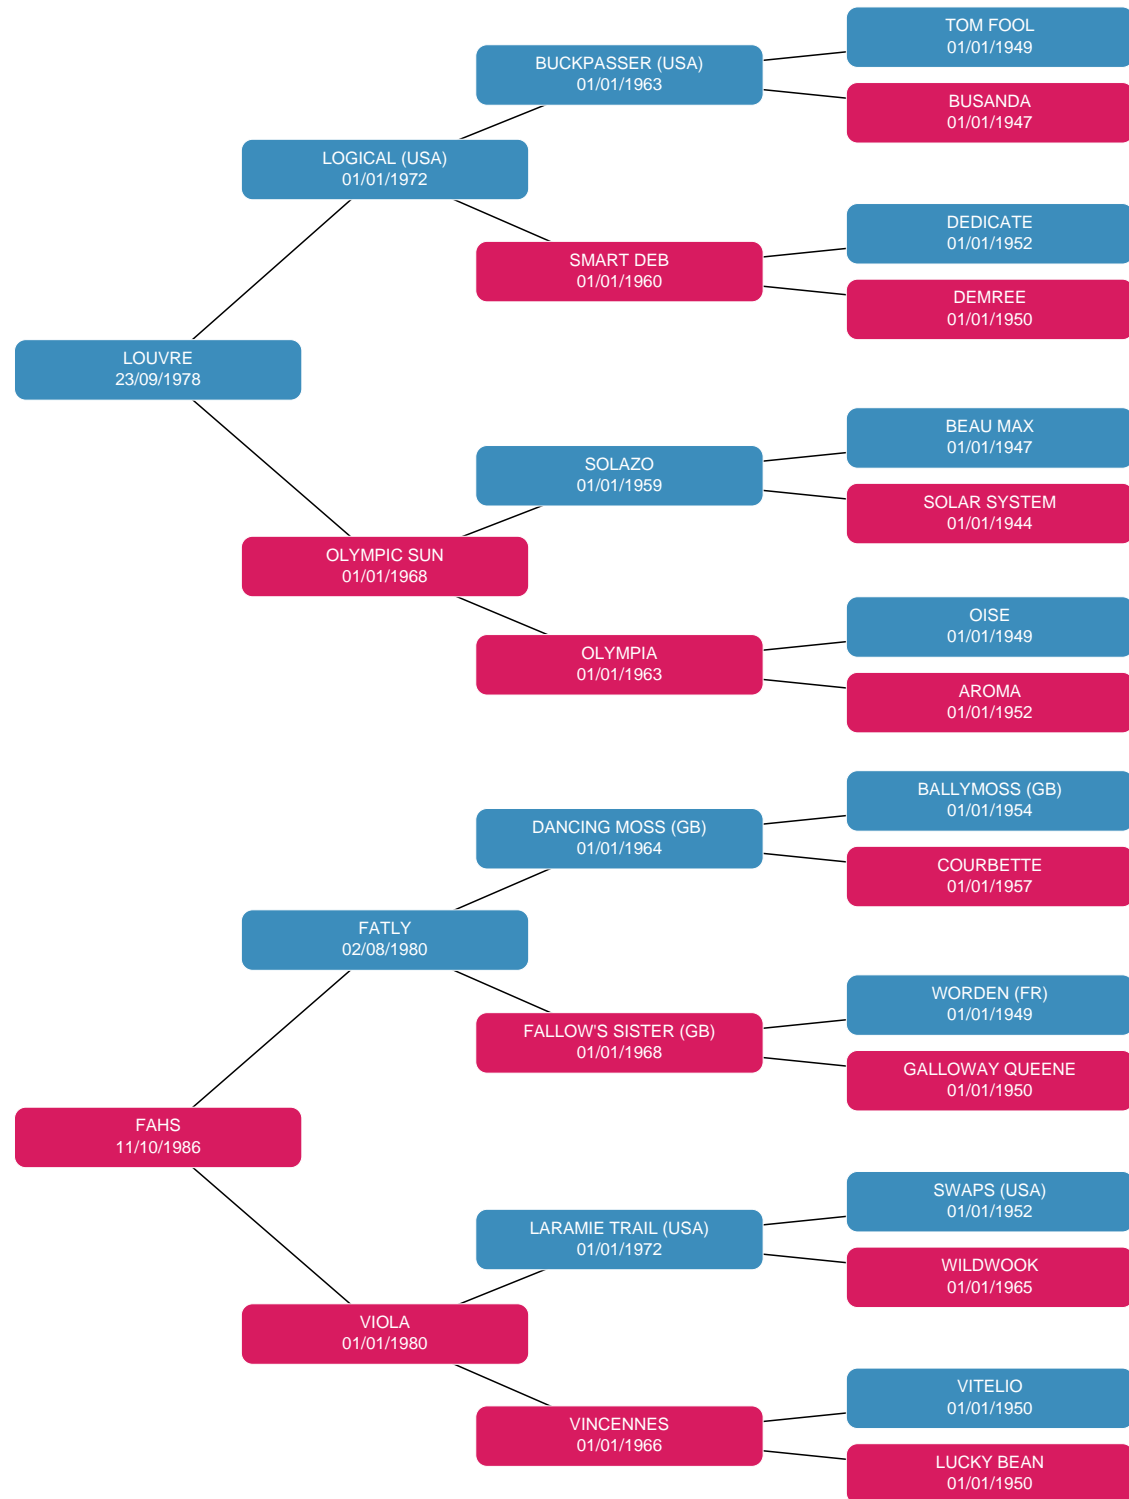 TOM FOOL
01/01/1949
BUCKPASSER (USA)
01/01/1963
BUSANDA
01/01/1947
LOGICAL (USA)
01/01/1972
DEDICATE
01/01/1952
SMART DEB
01/01/1960
DEMREE
01/01/1950
LOUVRE
23/09/1978
BEAU MAX
01/01/1947
SOLAZO
01/01/1959
SOLAR SYSTEM
01/01/1944
OLYMPIC SUN
01/01/1968
OISE
01/01/1949
OLYMPIA
01/01/1963
AROMA
01/01/1952
BALLYMOSS (GB)
01/01/1954
DANCING MOSS (GB)
01/01/1964
COURBETTE
01/01/1957
FATLY
02/08/1980
WORDEN (FR)
01/01/1949
FALLOW'S SISTER (GB)
01/01/1968
GALLOWAY QUEENE
01/01/1950
FAHS
11/10/1986
SWAPS (USA)
01/01/1952
LARAMIE TRAIL (USA)
01/01/1972
WILDWOOK
01/01/1965
VIOLA
01/01/1980
VITELIO
01/01/1950
VINCENNES
01/01/1966
LUCKY BEAN
01/01/1950